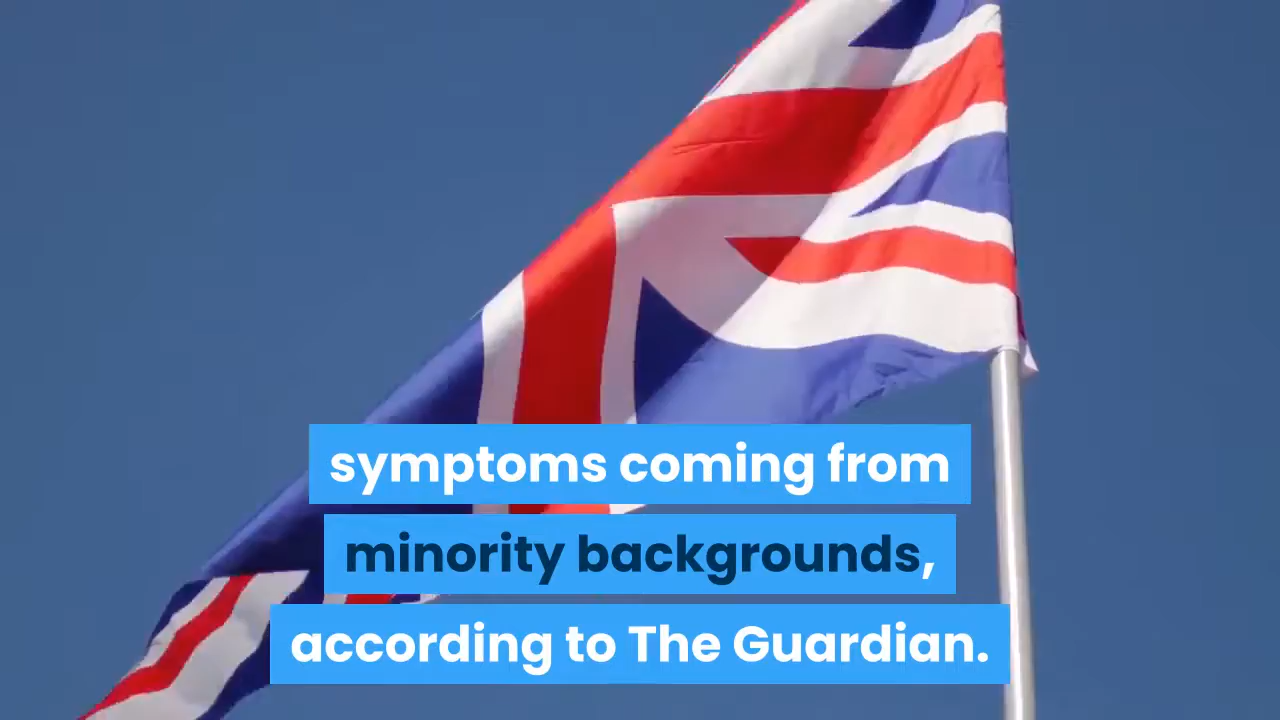 symptoms coming from
minority backgrounds,
according to The Guardian.